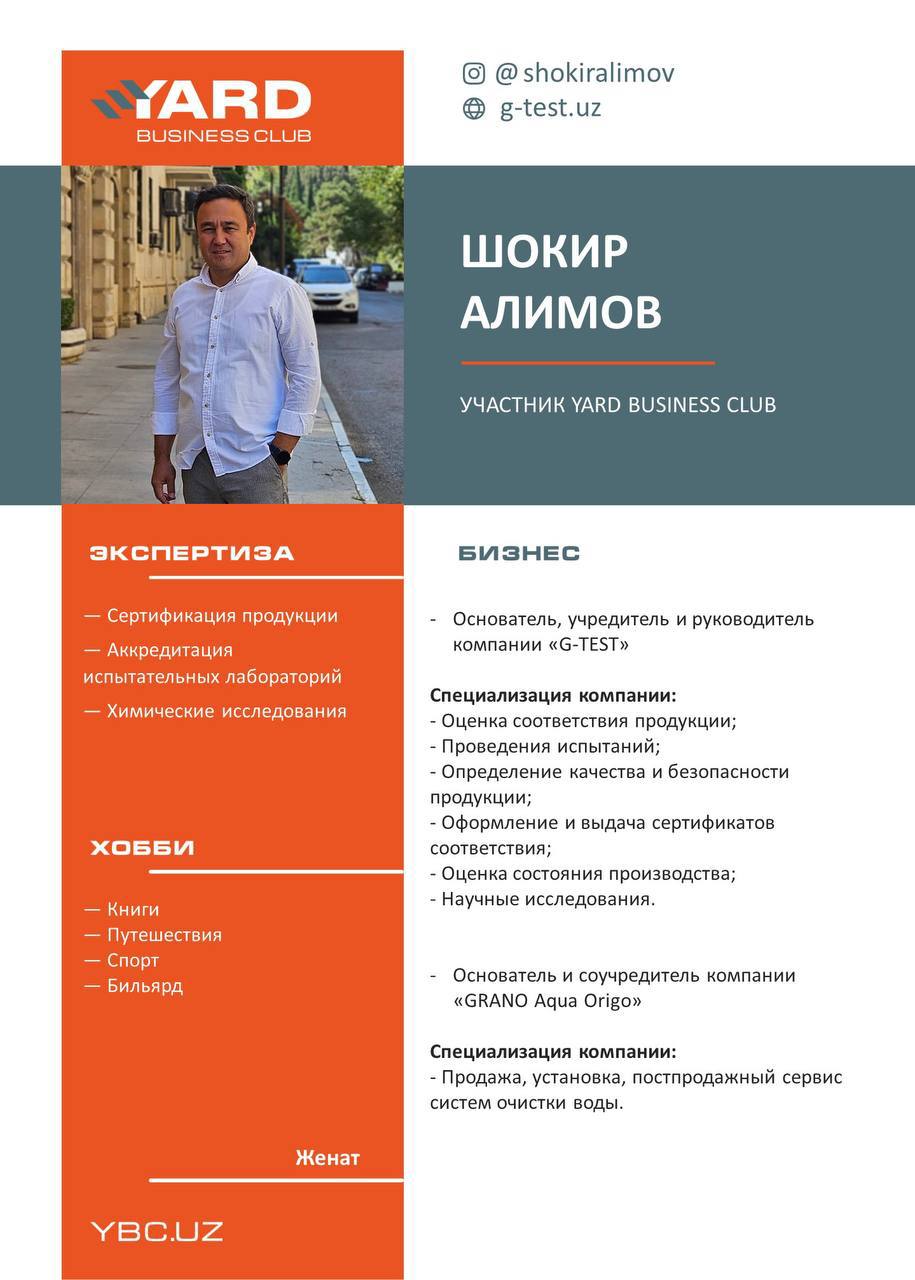 YARD
BUSINESS CLUB
@shokiralimov
g-test.uz
ШОКИР
АЛИМОВ
УЧАСТНИК YARD BUSINESS CLUB
ЭКСПЕРТИЗА
— Сертификация продукции
— Аккредитация
испытательных лабораторий
— Химические исследования
ХОББИ
— Книги
— Путешествия
— Спорт
— Бильярд
Женат
YBC.UZ
БИЗНЕС
- Основатель, учредитель и руководитель
компании «G-TEST»
Специализация компании:
- Оценка соответствия продукции;
- Проведения испытаний;
- Определение качества и безопасности
продукции;
- Оформление и выдача сертификатов
соответствия;
- Оценка состояния производства;
- Научные исследования.
- Основатель и соучредитель компании
«GRANO Aqua Origo»
Специализация компании:
- Продажа, установка, постпродажный сервис
систем очистки воды.